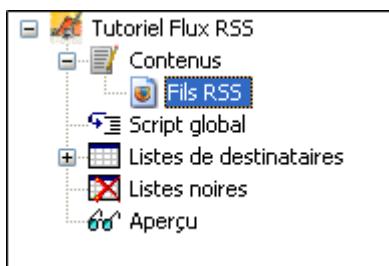 Tutoriel Flux RSS
Contenus
Fils RSS
Script global
Listes de destinataires
Listes noires
Aperçu